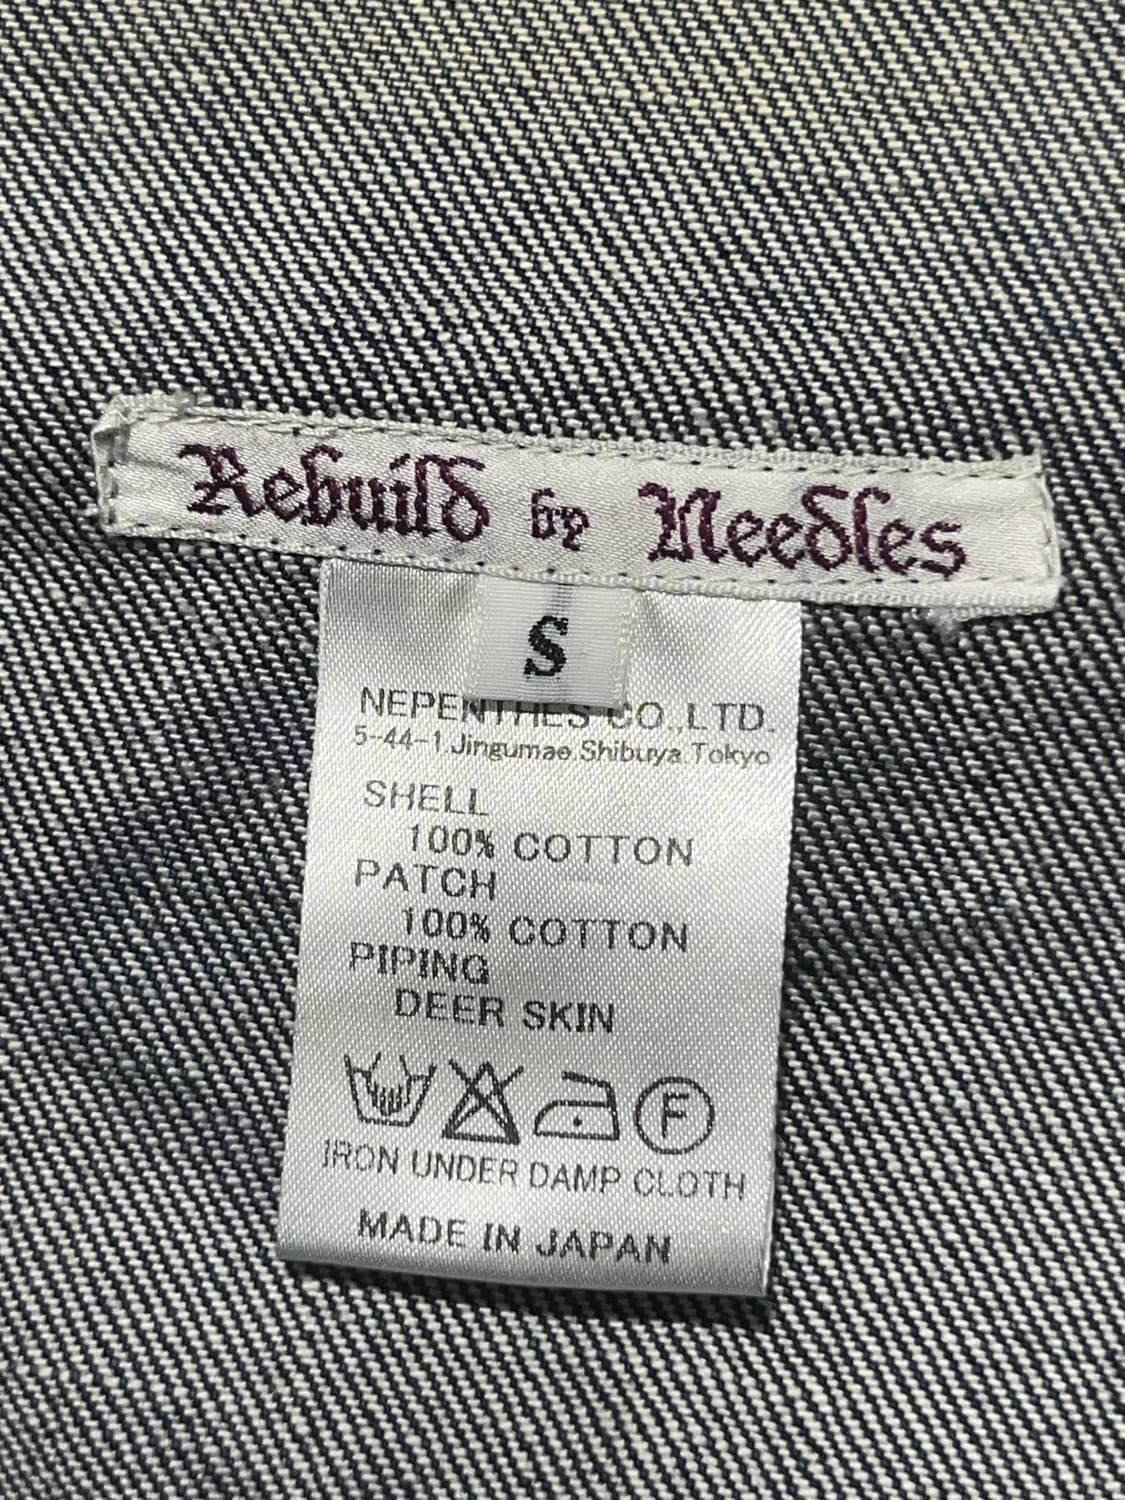 Rebuild by Needles
S
NEPENTHES CO.,LTD.
5-44-1.Jingumae.Shibuya.Tokyo
SHELL
100% COTTON
PATCH
100% COTTON
PIPING
DEER SKIN
F
IRON UNDER DAMP CLOTH
MADE IN JAPAN